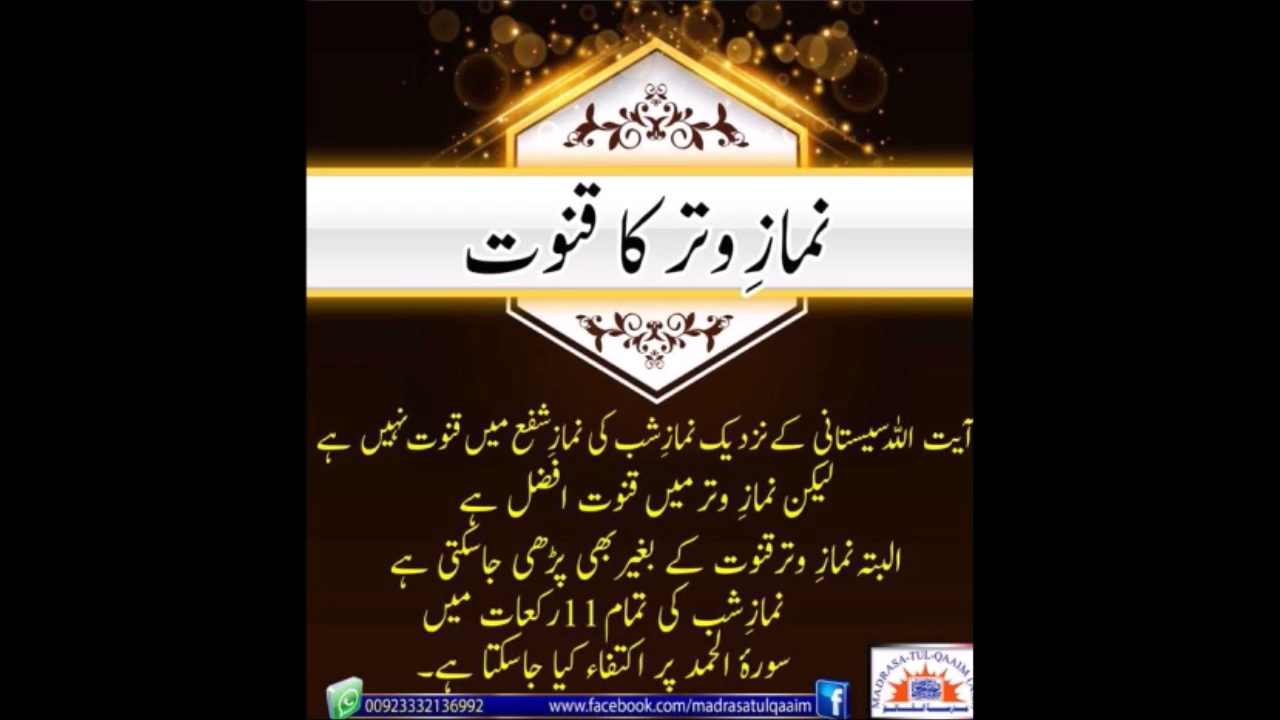 نمازِ وتر کا قنوت
آیت اللہ سیستانی کے نزدیک نمازِ شب کی نمازِ شفع میں قنوت نہیں ہے
لیکن نمازِ وتر میں قنوت افضل ہے
البتہ نمازِ وتر قنوت کے بغیر بھی پڑھی جاسکتی ہے
نمازِ شب کی تمام 11 رکعات میں
سورۂ الحمد پر اکتفاء کیا جاسکتا ہے۔
00923332136992 www.facebook.com/madrasatulqaaim
MADRASA-TUL-QAAIM